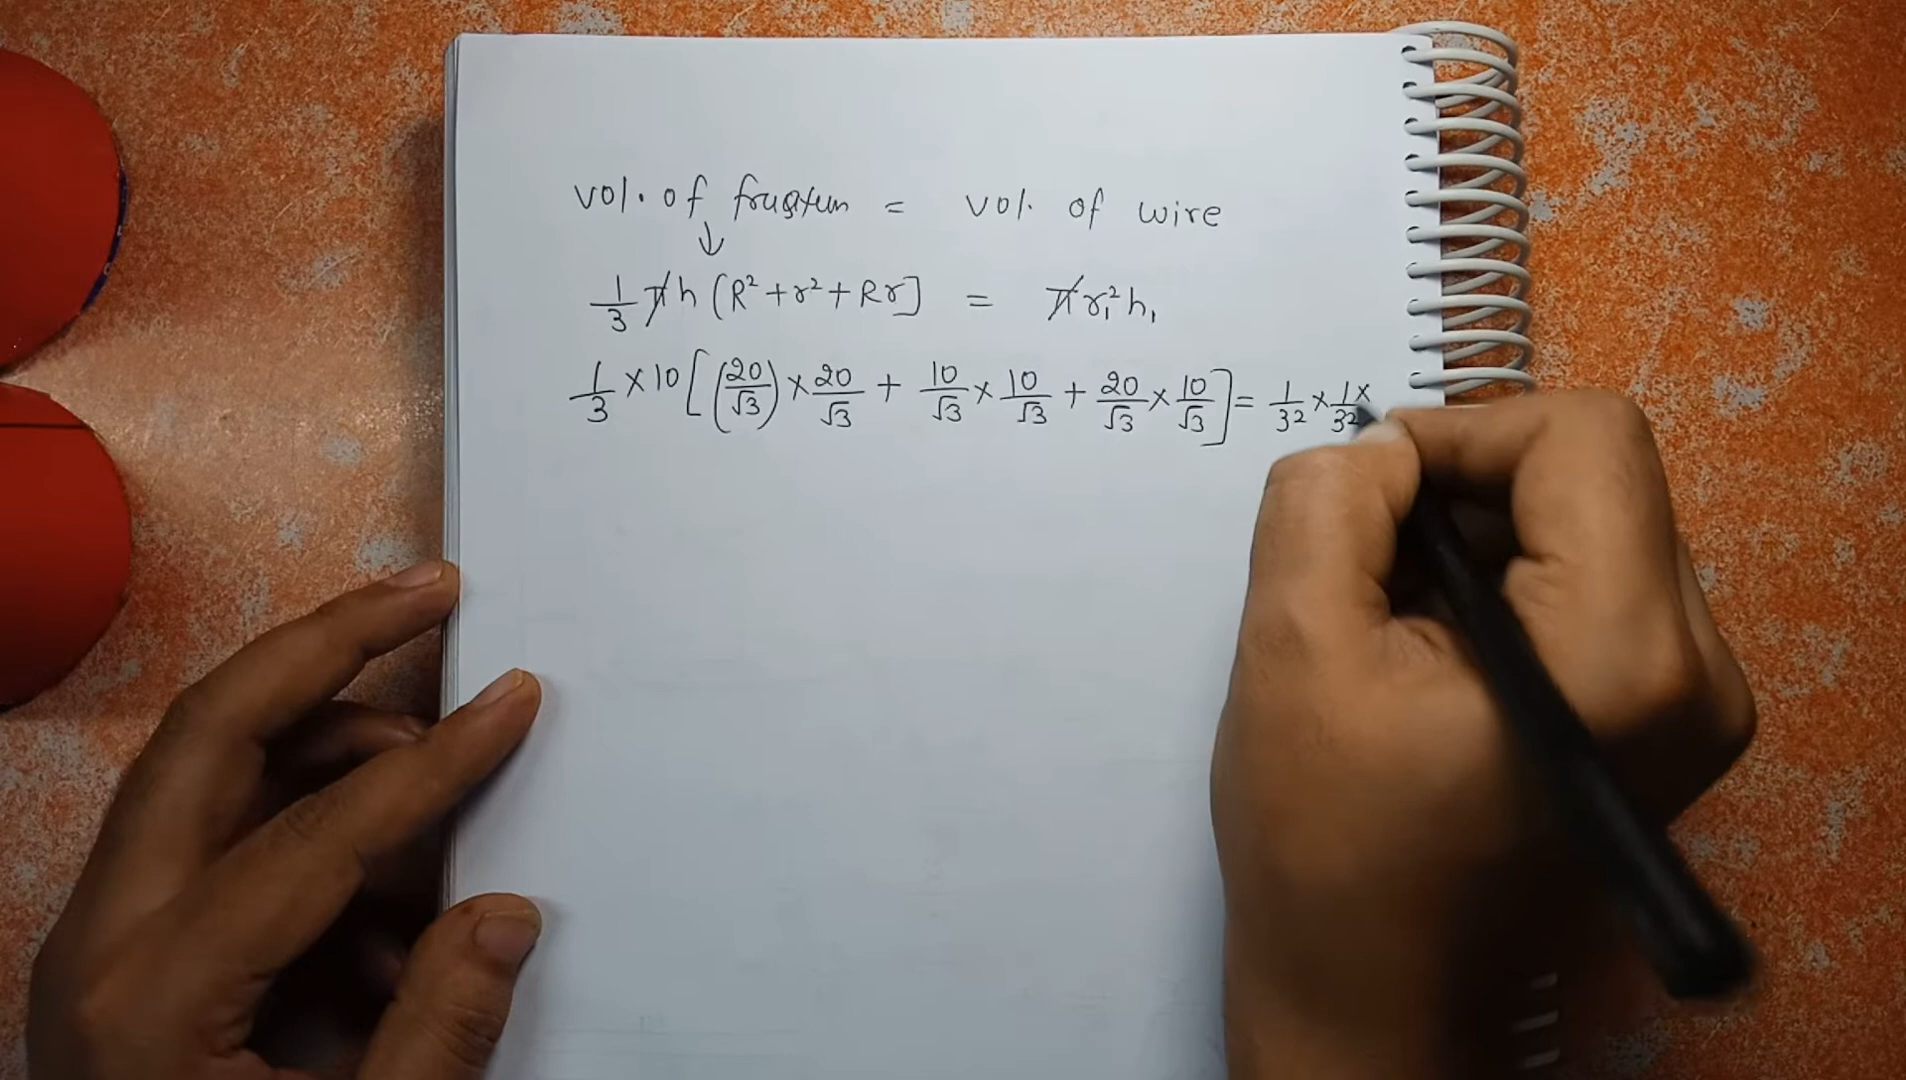 vol. of frustum = vol. of wire
↓
1/3 πh [R² + r² + Rr] = πr₁²h₁
1/3 × 10 [(20/√3) × 20/√3 + 10/√3 × 10/√3 + 20/√3 × 10/√3] = 1/32 × 1/32 ×